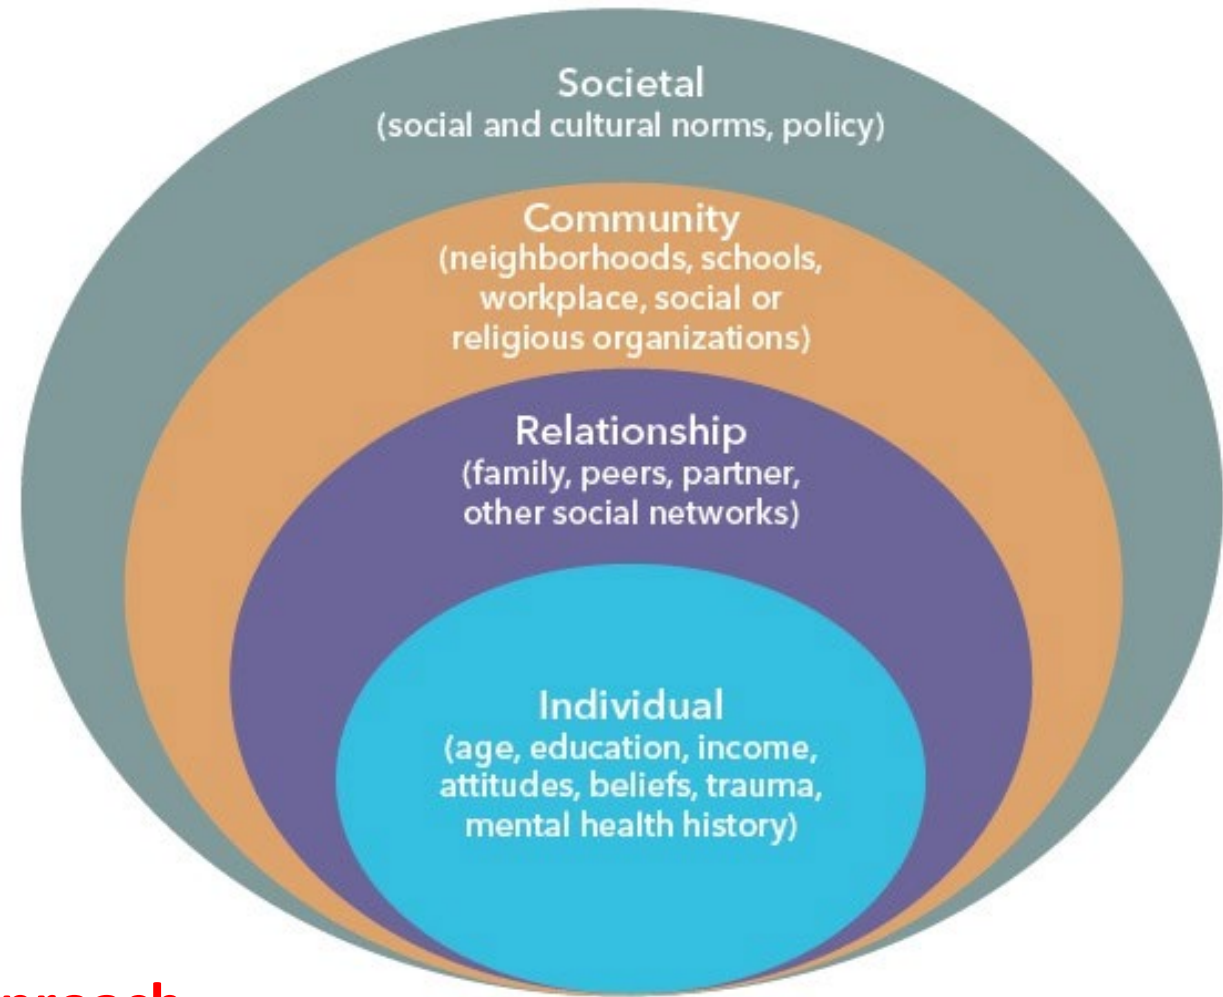 Societal
(social and cultural norms, policy)
Community
(neighborhoods, schools,
workplace, social or
religious organizations)
Relationship
(family, peers, partner,
other social networks)
Individual
(age, education, income,
attitudes, beliefs, trauma,
mental health history)